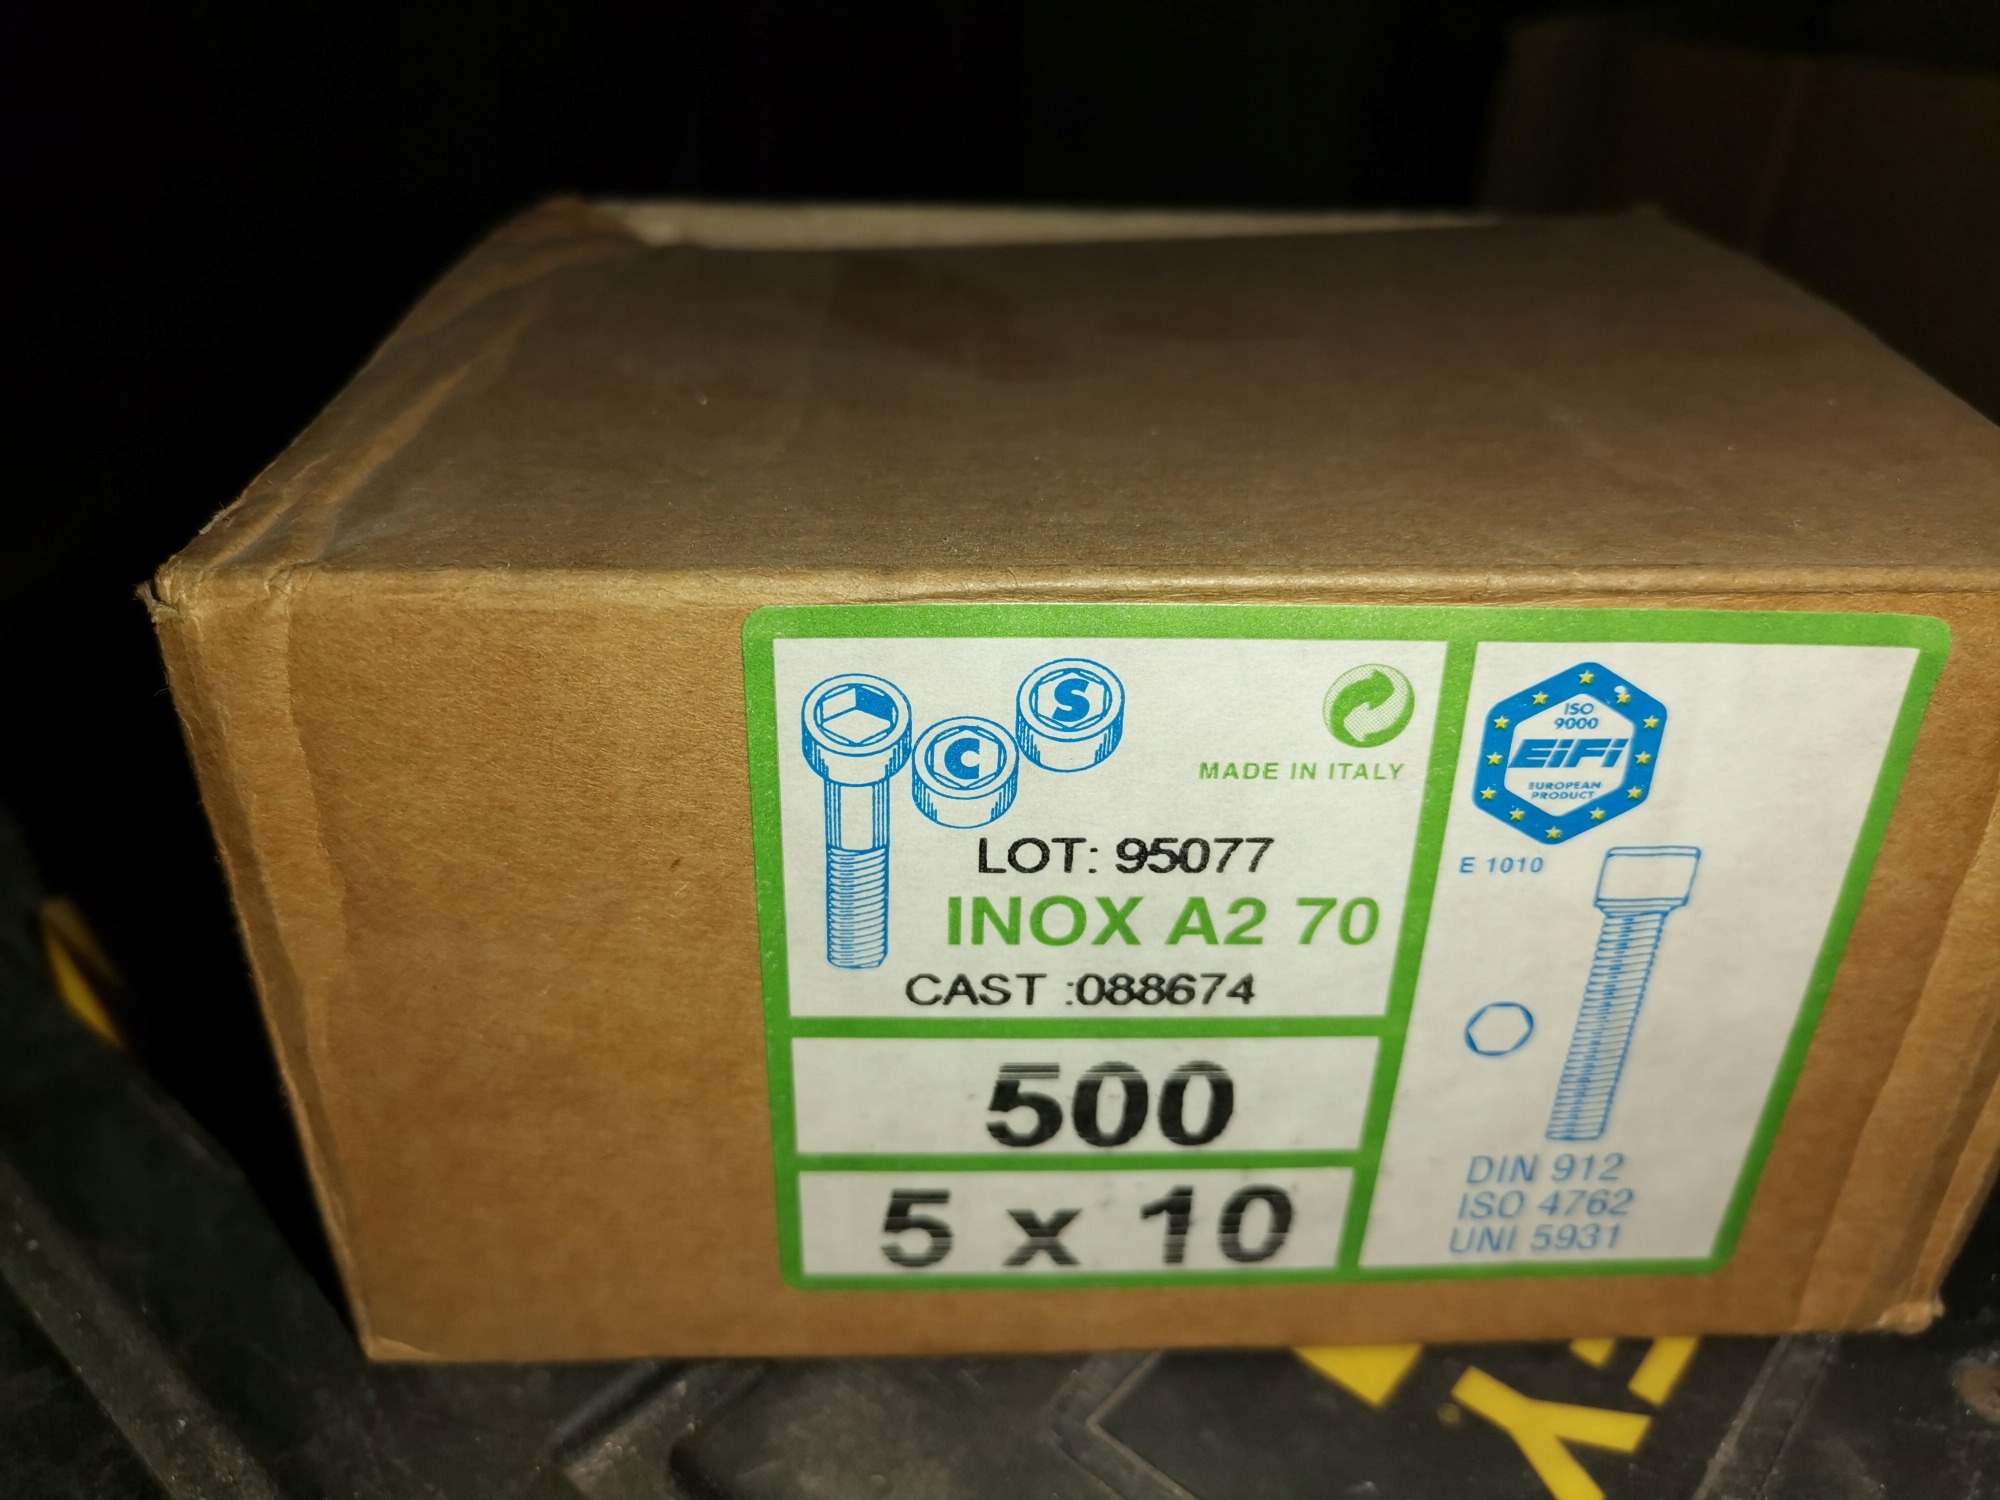 C
S
MADE IN ITALY
LOT: 95077
INOX A2 70
CAST :088674
500
5 x 10
ISO
9000
EiFi
EUROPEAN
PRODUCT
E 1010
DIN 912
ISO 4762
UNI 5931